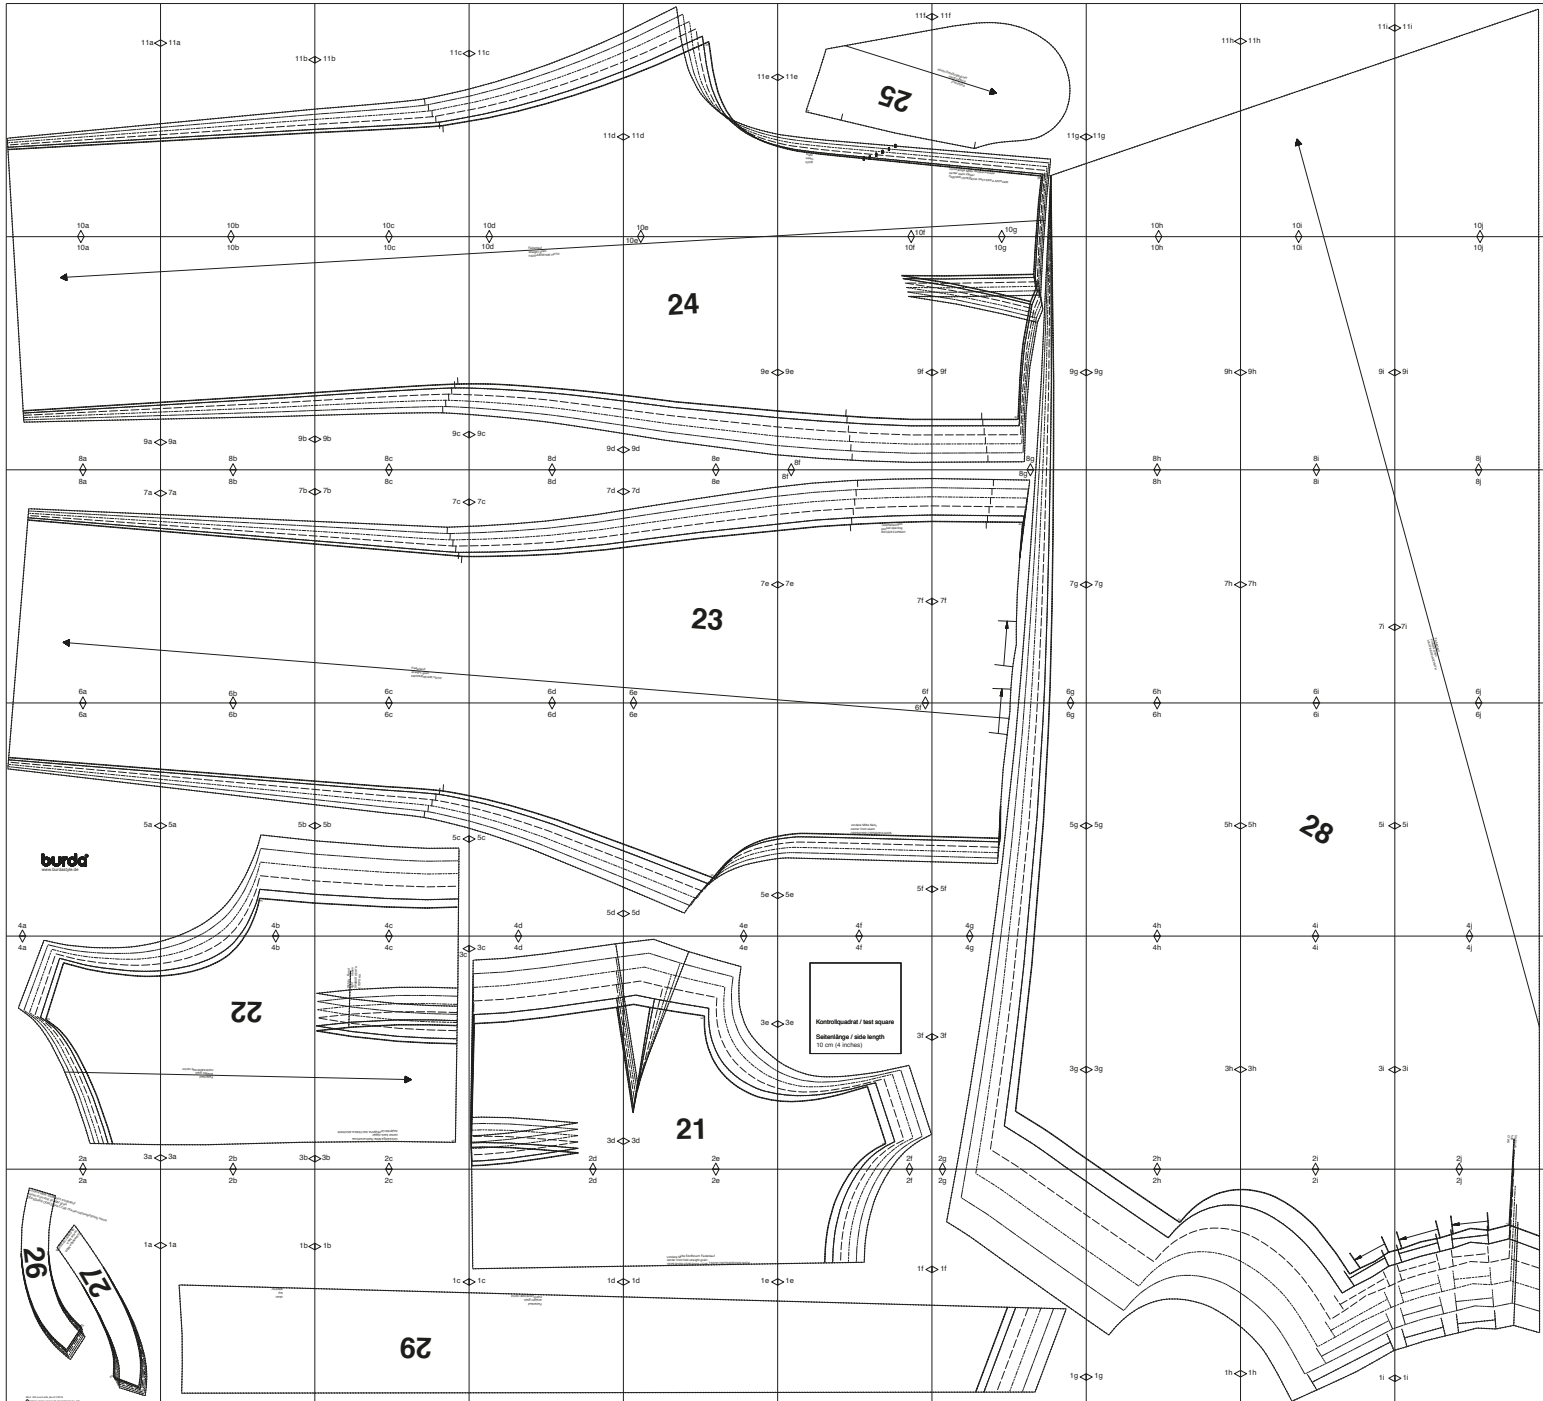 11a 11a
11b 11b
11c 11c
11d 11d
11e 11e
11f 11f
11g 11g
11h 11h
11i 11i
25
10a
10a
10b
10b
10c
10c
10d
10d
10e
10e
10f
10f
10g
10g
10h
10h
10i
10i
10j
10j
24
9a 9a
9b 9b
9c 9c
9d 9d
9e 9e
9f 9f
9g 9g
9h 9h
9i 9i
8a
8a
8b
8b
8c
8c
8d
8d
8e
8e
8f
8f
8g
8g
8h
8h
8i
8i
8j
8j
7a 7a
7b 7b
7c 7c
7d 7d
7e 7e
7f 7f
7g 7g
7h 7h
7i 7i
23
6a
6a
6b
6b
6c
6c
6d
6d
6e
6e
6f
6f
6g
6g
6h
6h
6i
6i
6j
6j
5a 5a
5b 5b
5c 5c
5d 5d
5e 5e
5f 5f
5g 5g
5h 5h
5i 5i
28
burda
www.burdastyle.de
4a
4a
4b
4b
4c
4c
4d
4d
4e
4e
4f
4f
4g
4g
4h
4h
4i
4i
4j
4j
22
3a 3a
3b 3b
3c
3c
3d 3d
3e 3e
3f 3f
3g 3g
3h 3h
3i 3i
Kontrollquadrat / test square
Seitenlänge / side length
10 cm (4 inches)
21
2a
2a
2b
2b
2c
2c
2d
2d
2e
2e
2f
2f
2g
2g
2h
2h
2i
2i
2j
2j
26
27
1a 1a
1b 1b
1c 1c
1d 1d
1e 1e
1f 1f
1g 1g
1h 1h
1i 1i
29